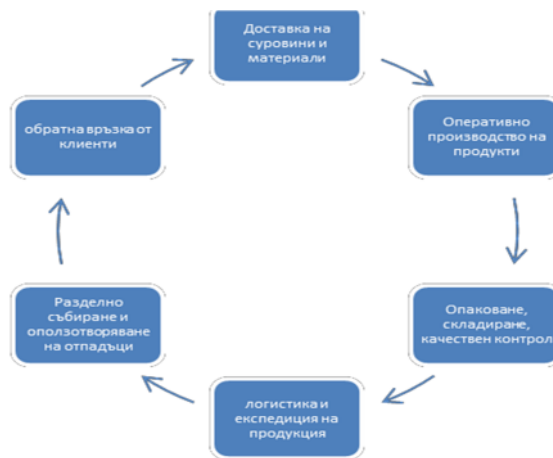 Доставка на
суровини и
материали
Оперативно
производство на
продукти
Опаковане,
складиране,
качествен контрол
логистика и
експедиция на
продукция
Разделно
събиране и
оползотворяване
на отпадъци
обратна връзка от
клиенти